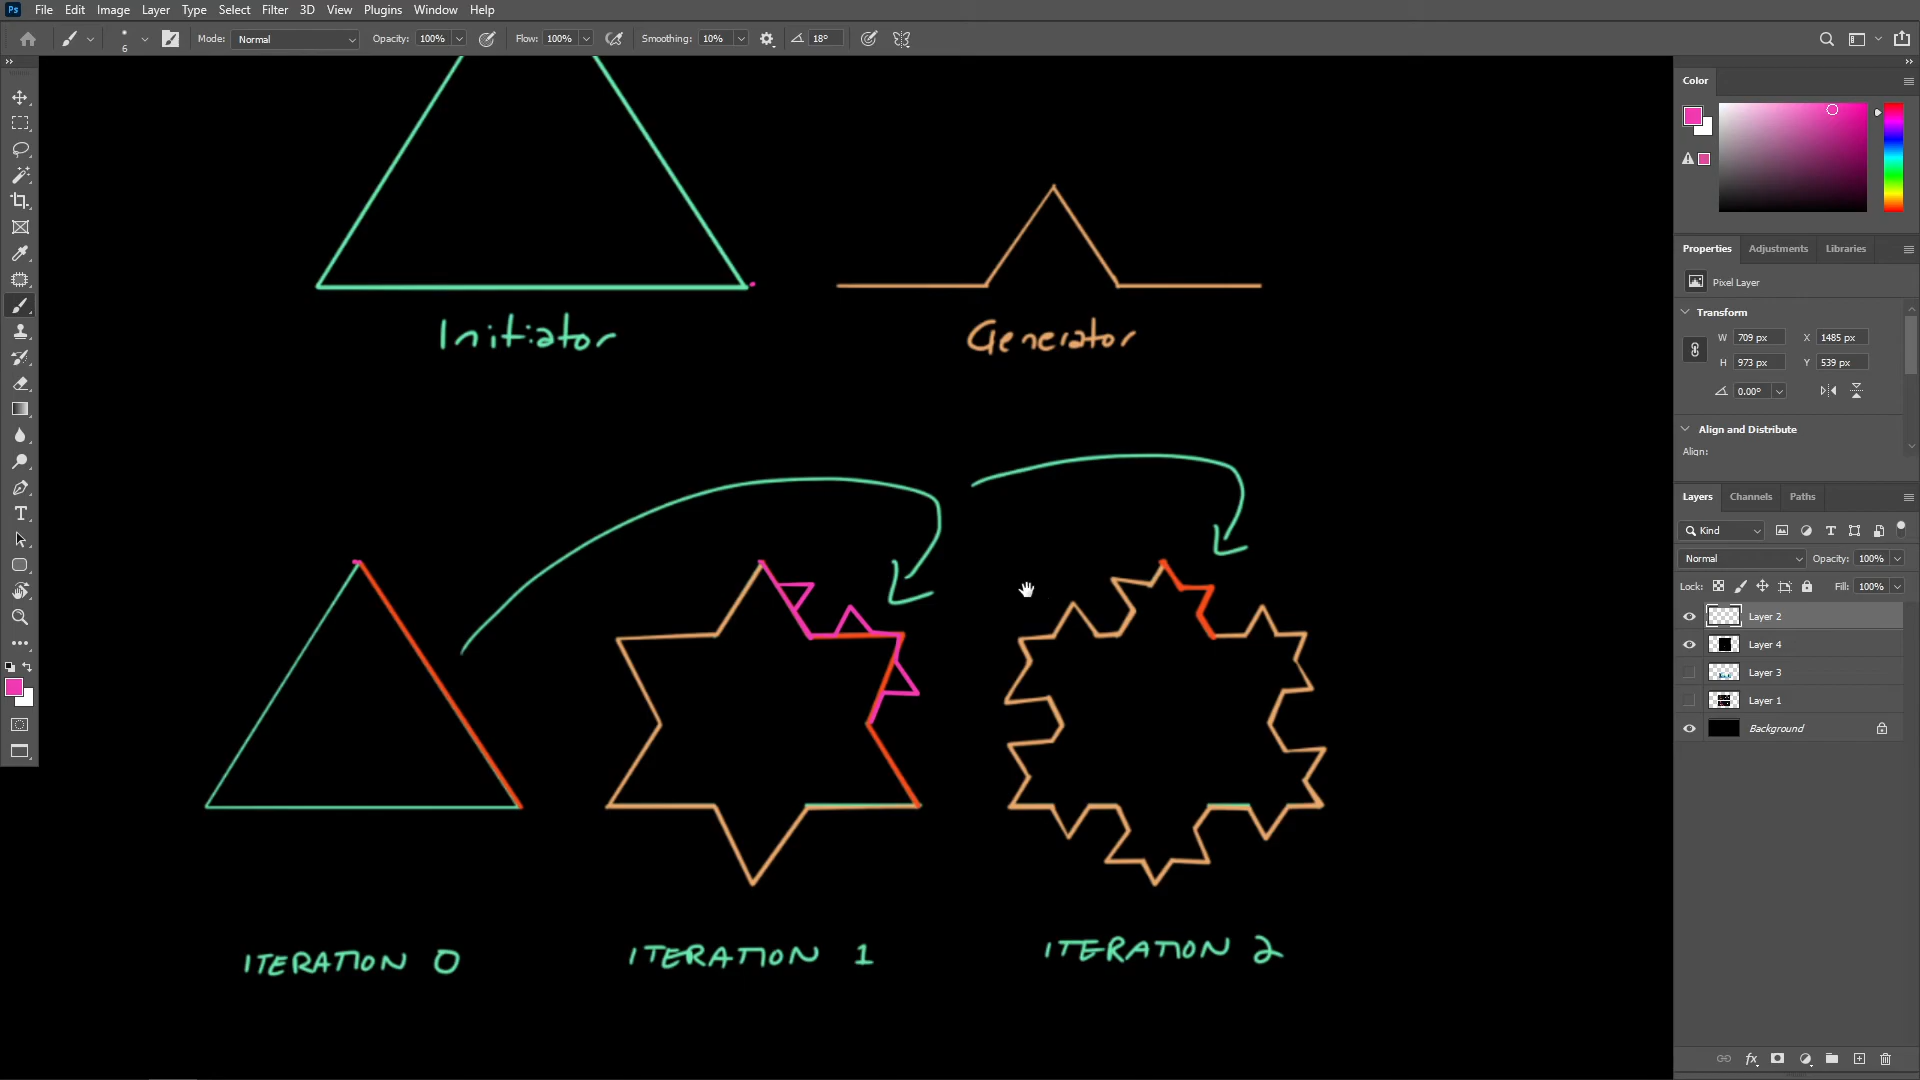 Ps File Edit Image Layer Type Select Filter 3D View Plugins Window Help
6 Mode: Normal Opacity: 100% Flow: 100% Smoothing: 10% 18°
Color
Initiator
Generator
ITERATION 0
ITERATION 1
ITERATION 2
Properties Adjustments Libraries
Pixel Layer
Transform
W 709 px X 1485 px
H 973 px Y 539 px
0.00°
Align and Distribute
Align:
Layers Channels Paths
Kind
Normal Opacity: 100%
Lock: Fill: 100%
Layer 2
Layer 4
Layer 3
Layer 1
Background
fx